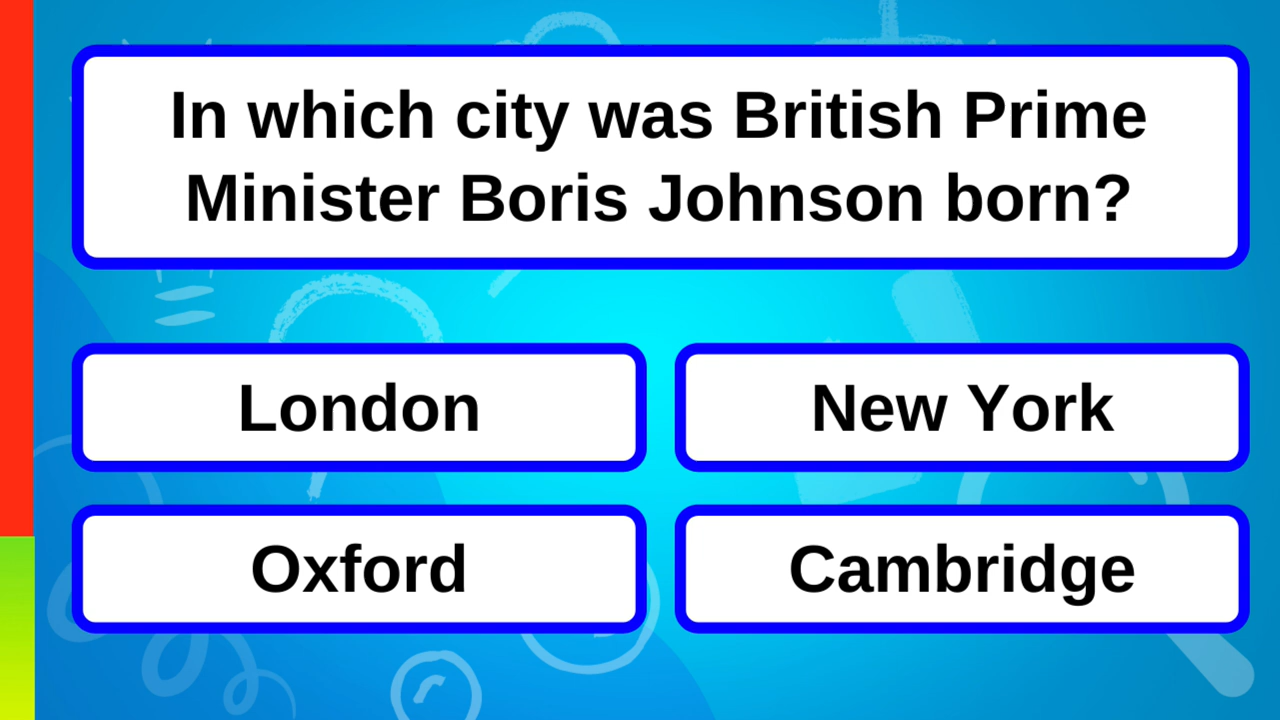 In which city was British Prime
Minister Boris Johnson born?
London
New York
Oxford
Cambridge